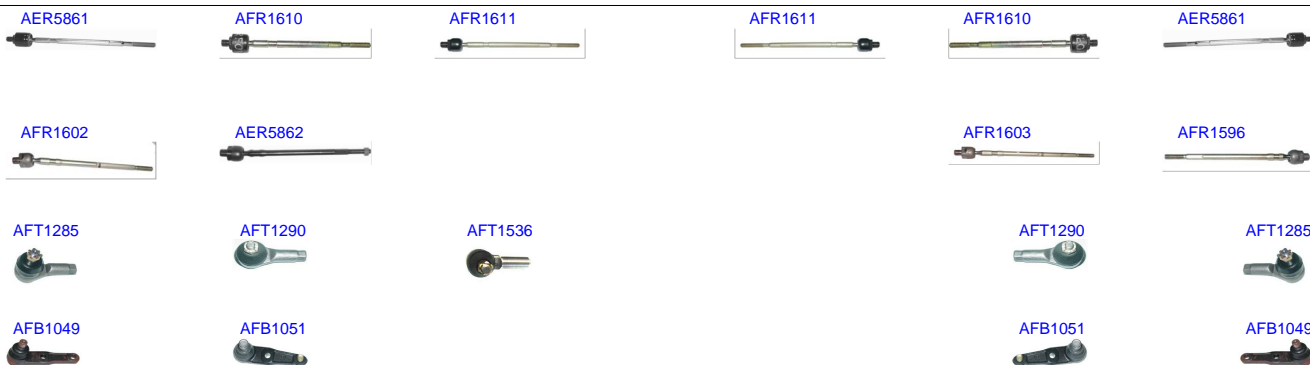 AER5861 AFR1610 AFR1611 AFR1611 AFR1610 AER5861
AFR1602 AER5862 AFR1603 AFR1596
AFT1285 AFT1290 AFT1536 AFT1290 AFT1285
AFB1049 AFB1051 AFB1051 AFB1049